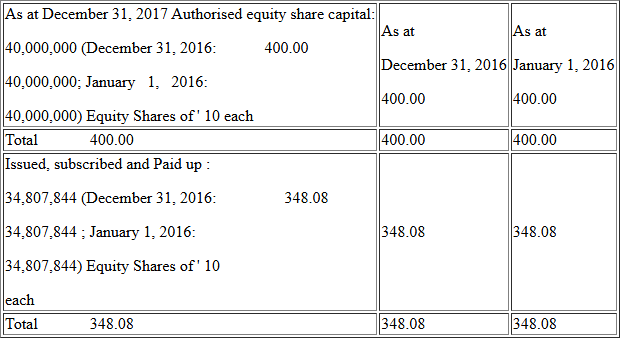 As at December 31, 2017 Authorised equity share capital:
40,000,000 (December 31, 2016: 400.00
40,000,000; January 1, 2016:
40,000,000) Equity Shares of ' 10 each
As at
December 31, 2016
400.00
As at
January 1, 2016
400.00
Total 400.00 400.00 400.00
Issued, subscribed and Paid up :
34,807,844 (December 31, 2016: 348.08
34,807,844 ; January 1, 2016:
34,807,844) Equity Shares of ' 10
each
348.08
348.08
Total 348.08 348.08 348.08